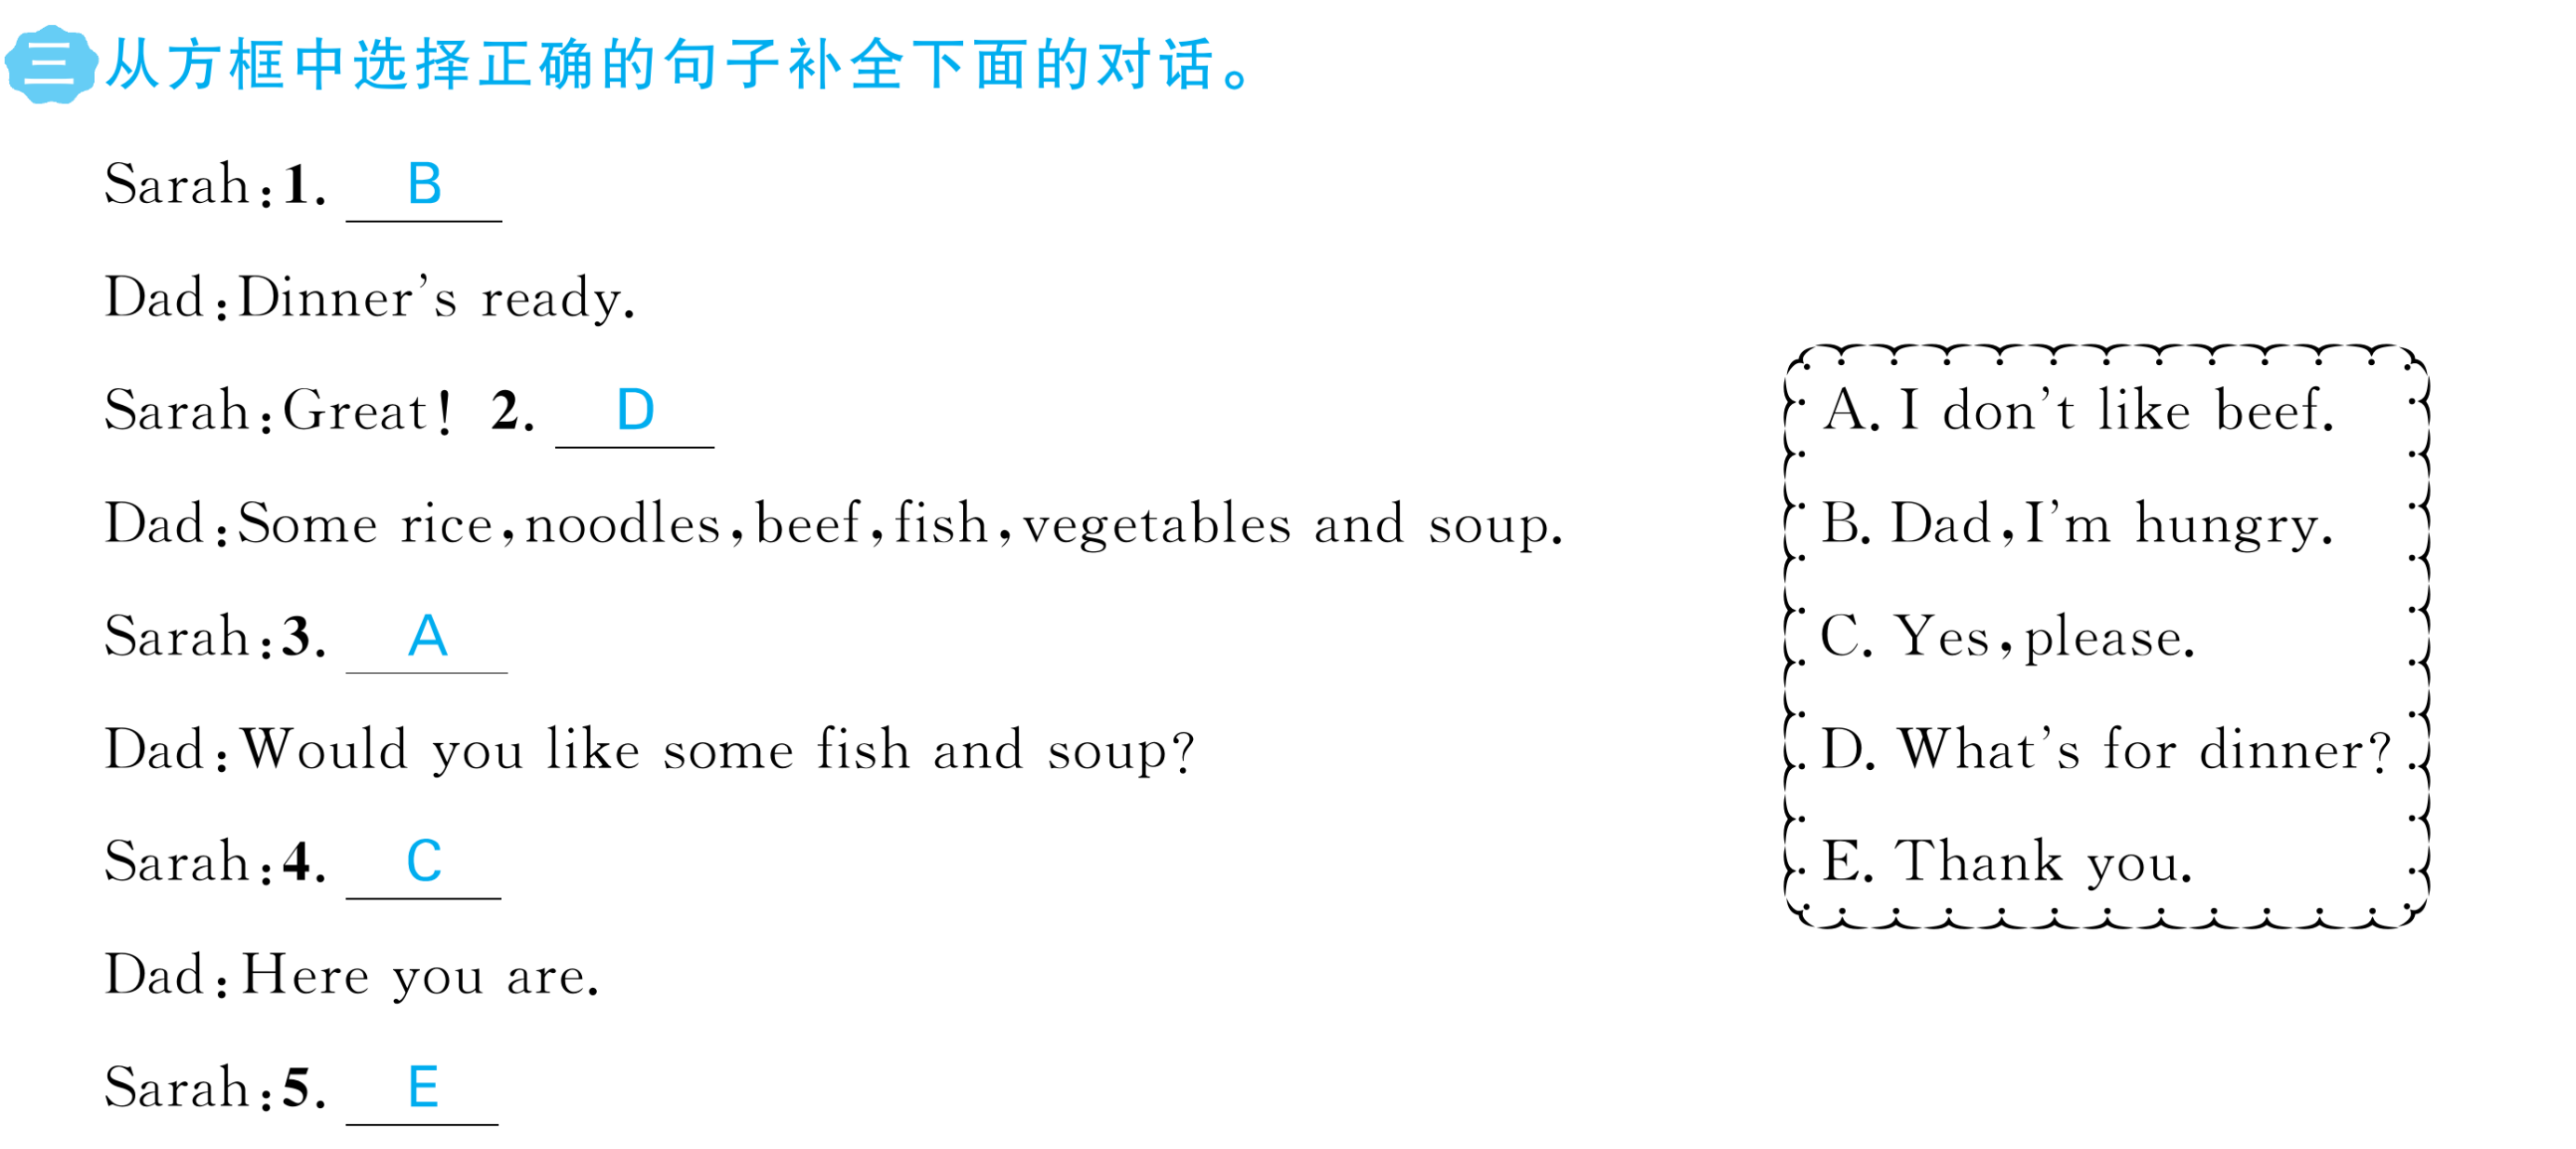 三 从方框中选择正确的句子补全下面的对话。
Sarah:1. B
Dad:Dinner's ready.
Sarah:Great! 2. D
Dad:Some rice,noodles,beef,fish,vegetables and soup.
Sarah:3. A
Dad:Would you like some fish and soup?
Sarah:4. C
Dad:Here you are.
Sarah:5. E
A. I don't like beef.
B. Dad,I'm hungry.
C. Yes,please.
D. What's for dinner?
E. Thank you.